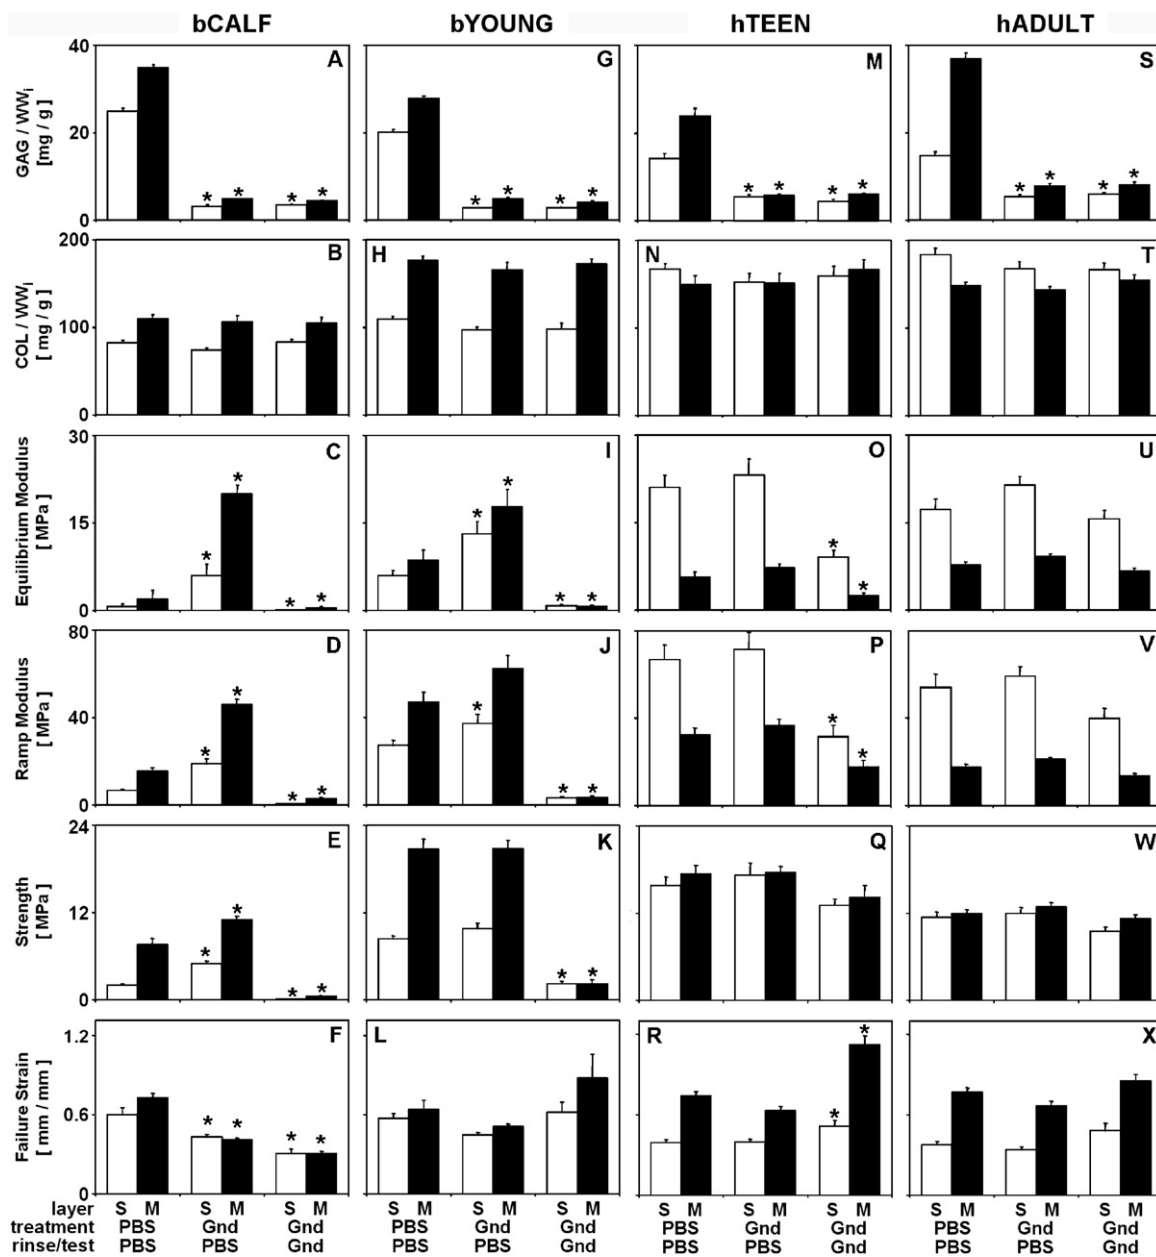 bCALF bYOUNG hTEEN hADULT
GAG / WWi
[mg / g]
40
20
0
A G M S
* * * * * * * * * * * * * * * *
COL / WWi
[ mg / g ]
200
100
0
B H N T
Equilibrium Modulus
[ MPa ]
30
15
0
C I O U
* * * * * * * * * *
Ramp Modulus
[ MPa ]
80
40
0
D J P V
* * * * * * * * *
Strength
[ MPa ]
24
12
0
E K Q W
* * * * * *
Failure Strain
[ mm / mm ]
1.2
0.6
0
F L R X
* * * * * *
layer S M S M S M S M S M S M S M S M S M S M S M S M
treatment PBS Gnd Gnd PBS Gnd Gnd PBS Gnd Gnd PBS Gnd Gnd
rinse/test PBS PBS Gnd PBS PBS Gnd PBS PBS Gnd PBS PBS Gnd